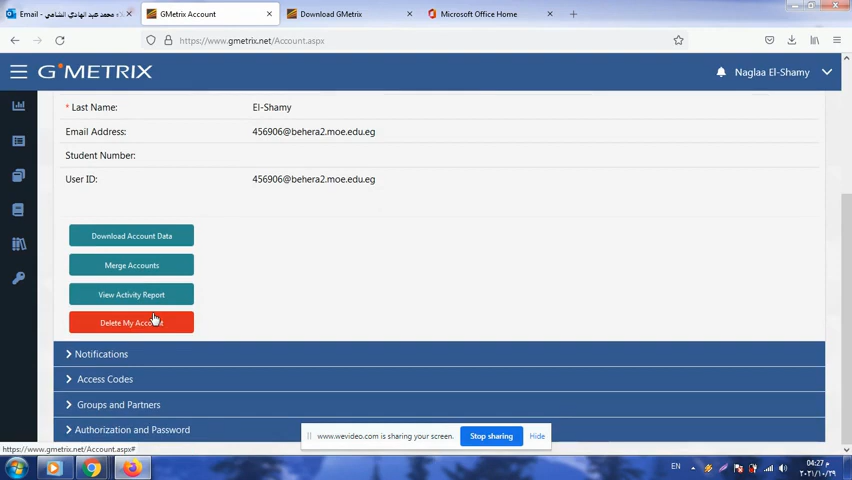 Email - محمد عبد الهادي الشامي
GMetrix Account
Download GMetrix
Microsoft Office Home
https://www.gmetrix.net/Account.aspx
GMETRIX
Naglaa El-Shamy
* Last Name: El-Shamy
Email Address: 456906@behera2.moe.edu.eg
Student Number:
User ID: 456906@behera2.moe.edu.eg
Download Account Data
Merge Accounts
View Activity Report
Delete My Account
Notifications
Access Codes
Groups and Partners
Authorization and Password
www.wevideo.com is sharing your screen. Stop sharing Hide
https://www.gmetrix.net/Account.aspx#
EN
04:27 م
٢٠٢١/١٠/٢٩